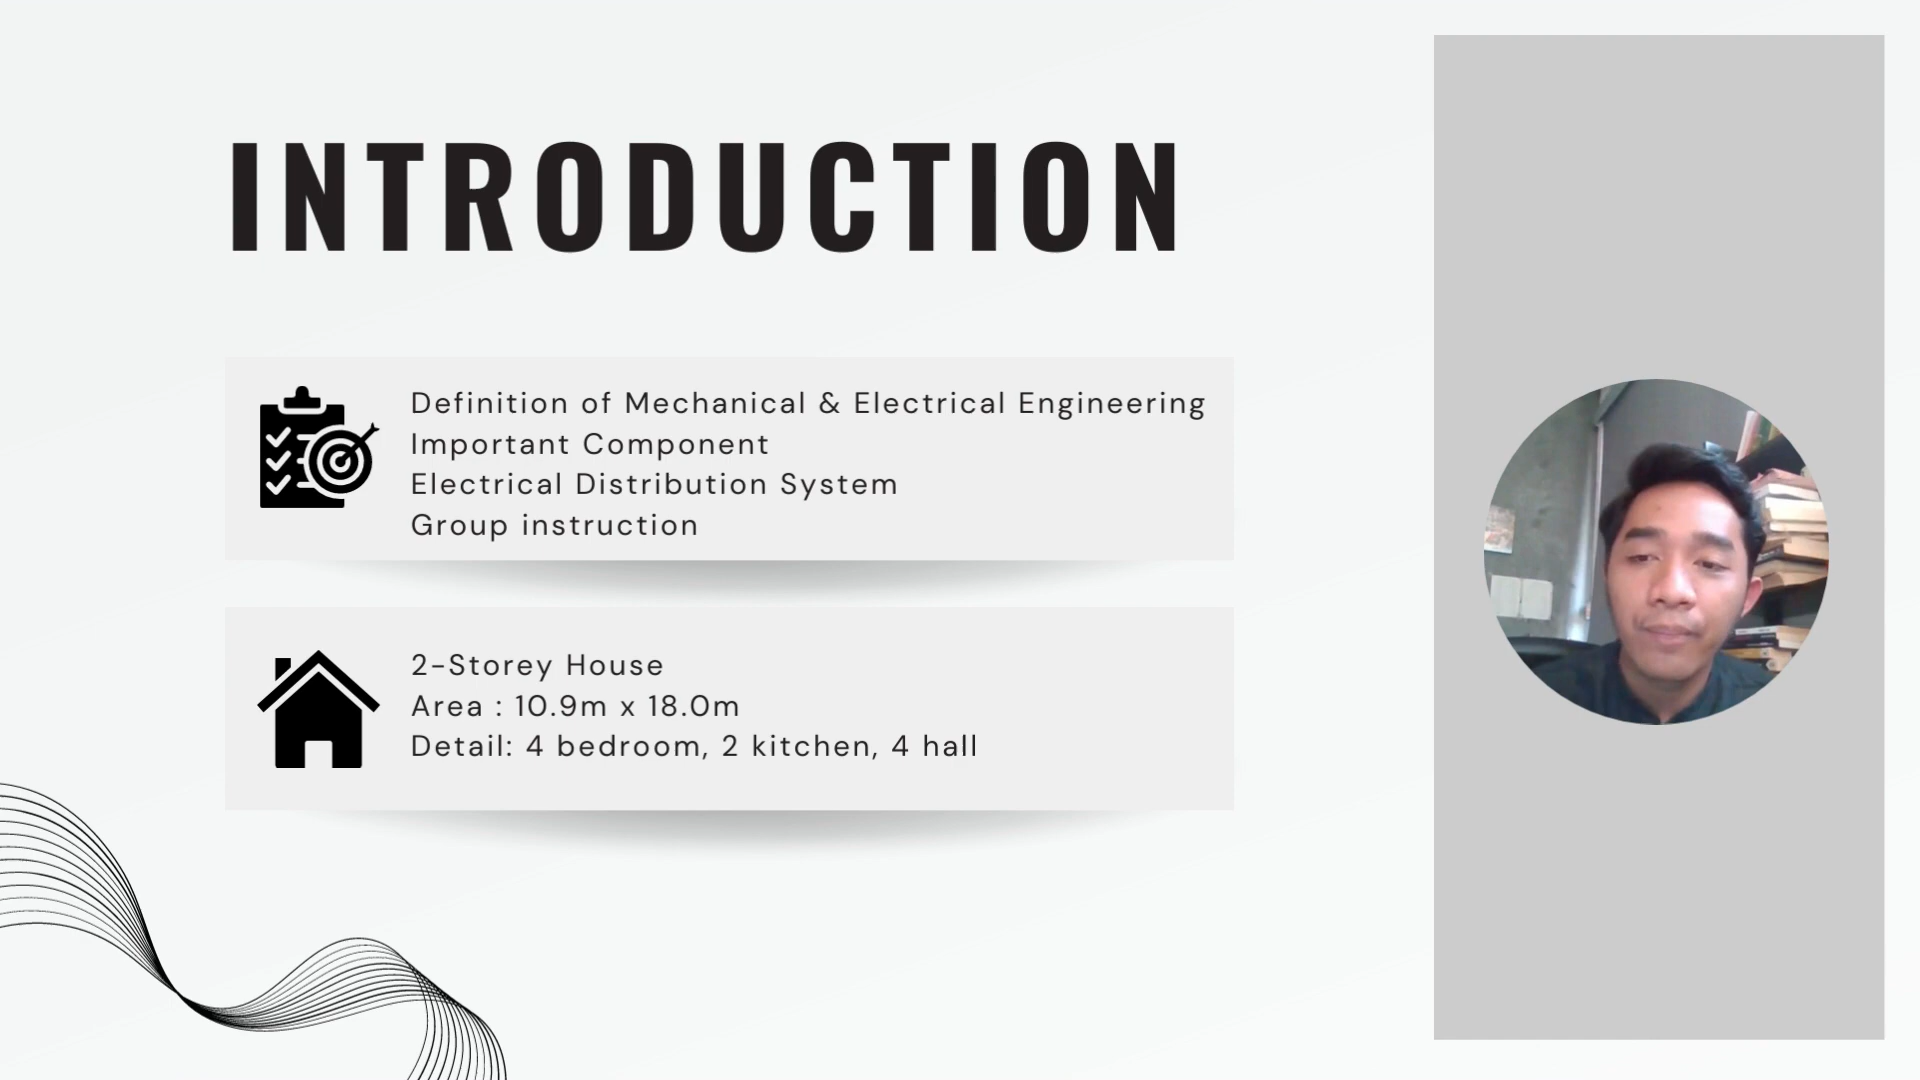 INTRODUCTION
Definition of Mechanical & Electrical Engineering
Important Component
Electrical Distribution System
Group instruction
2-Storey House
Area : 10.9m x 18.0m
Detail: 4 bedroom, 2 kitchen, 4 hall